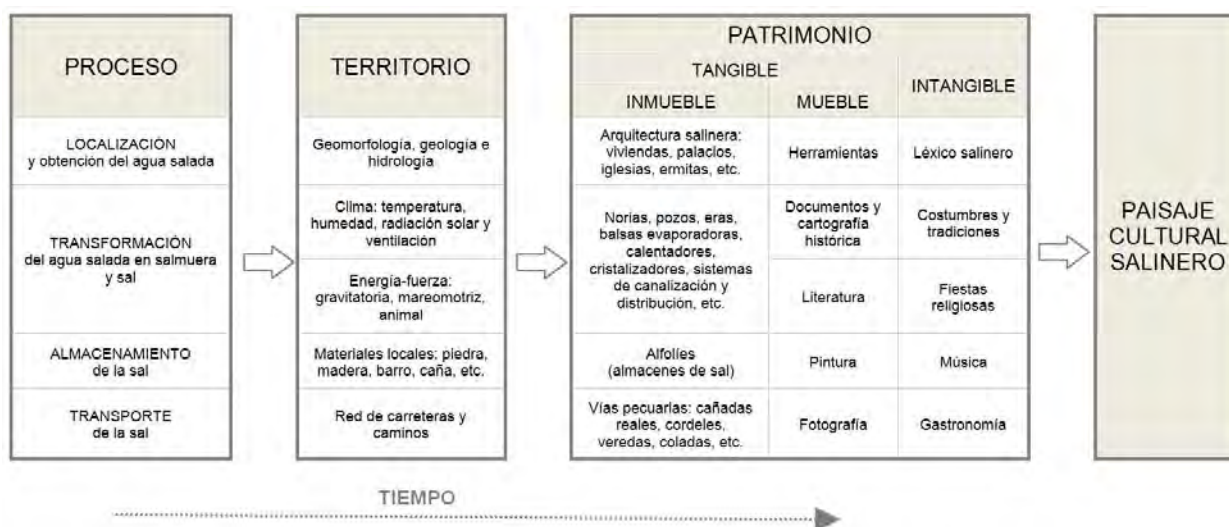 PROCESO
LOCALIZACIÓN
y obtención del agua salada
TRANSFORMACIÓN
del agua salada en salmuera
y sal
ALMACENAMIENTO
de la sal
TRANSPORTE
de la sal
TERRITORIO
Geomorfología, geología e
hidrología
Clima: temperatura,
humedad, radiación solar y
ventilación
Energía-fuerza:
gravitatoria, mareomotriz,
animal
Materiales locales: piedra,
madera, barro, caña, etc.
Red de carreteras y
caminos
PATRIMONIO
TANGIBLE
INTANGIBLE
INMUEBLE
MUEBLE
Arquitectura salinera:
viviendas, palacios,
iglesias, ermitas, etc.
Herramientas
Léxico salinero
Norias, pozos, eras,
balsas evaporadoras,
calentadores,
cristalizadores, sistemas
de canalización y
distribución, etc.
Documentos y
cartografía
histórica
Costumbres y
tradiciones
Literatura
Fiestas
religiosas
Alfolíes
(almacenes de sal)
Pintura
Música
Vías pecuarias: cañadas
reales, cordeles,
veredas, coladas, etc.
Fotografía
Gastronomía
PAISAJE
CULTURAL
SALINERO
TIEMPO